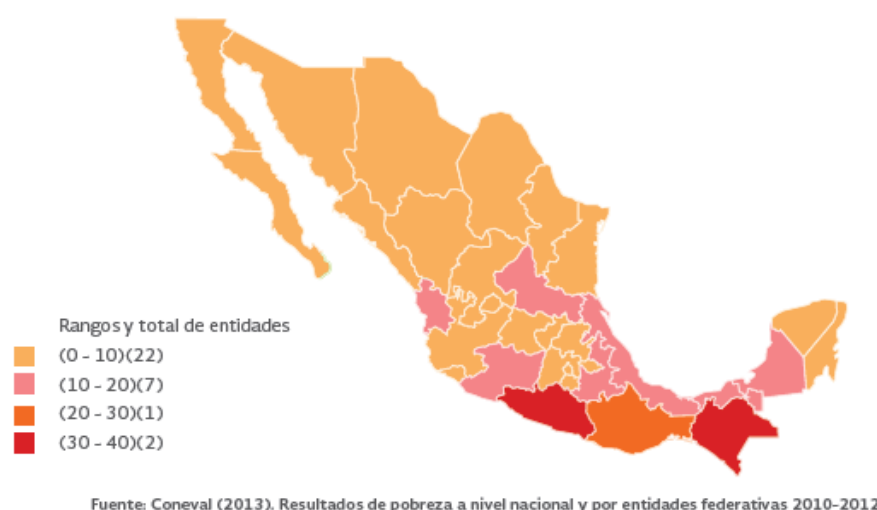 Rangos y total de entidades
(0 - 10)(22)
(10 - 20)(7)
(20 - 30)(1)
(30 - 40)(2)
Fuente: Coneval (2013). Resultados de pobreza a nivel nacional y por entidades federativas 2010-2012